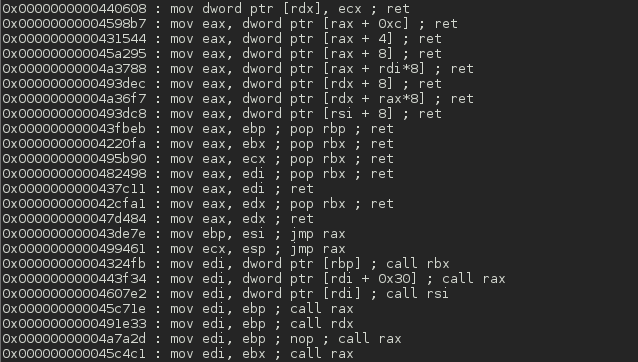 0x0000000000440608 : mov dword ptr [rdx], ecx ; ret
0x00000000004598b7 : mov eax, dword ptr [rax + 0xc] ; ret
0x0000000000431544 : mov eax, dword ptr [rax + 4] ; ret
0x000000000045a295 : mov eax, dword ptr [rax + 8] ; ret
0x00000000004a3788 : mov eax, dword ptr [rax + rdi*8] ; ret
0x0000000000493dec : mov eax, dword ptr [rdx + 8] ; ret
0x00000000004a36f7 : mov eax, dword ptr [rdx + rax*8] ; ret
0x0000000000493dc8 : mov eax, dword ptr [rsi + 8] ; ret
0x000000000043fbeb : mov eax, ebp ; pop rbp ; ret
0x00000000004220fa : mov eax, ebx ; pop rbx ; ret
0x0000000000495b90 : mov eax, ecx ; pop rbx ; ret
0x0000000000482498 : mov eax, edi ; pop rbx ; ret
0x0000000000437c11 : mov eax, edi ; ret
0x000000000042cfa1 : mov eax, edx ; pop rbx ; ret
0x000000000047d484 : mov eax, edx ; ret
0x000000000043de7e : mov ebp, esi ; jmp rax
0x0000000000499461 : mov ecx, esp ; jmp rax
0x00000000004324fb : mov edi, dword ptr [rbp] ; call rbx
0x0000000000443f34 : mov edi, dword ptr [rdi + 0x30] ; call rax
0x00000000004607e2 : mov edi, dword ptr [rdi] ; call rsi
0x000000000045c71e : mov edi, ebp ; call rax
0x0000000000491e33 : mov edi, ebp ; call rdx
0x00000000004a7a2d : mov edi, ebp ; nop ; call rax
0x000000000045c4c1 : mov edi, ebx ; call rax